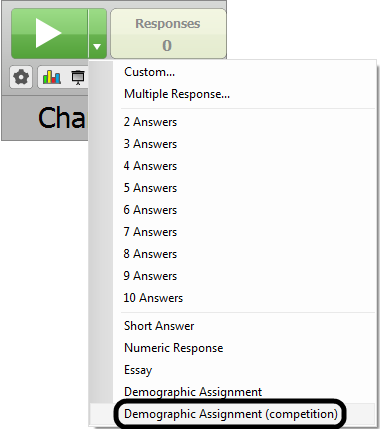 Responses
0
Cha
Custom...
Multiple Response...
2 Answers
3 Answers
4 Answers
5 Answers
6 Answers
7 Answers
8 Answers
9 Answers
10 Answers
Short Answer
Numeric Response
Essay
Demographic Assignment
Demographic Assignment (competition)